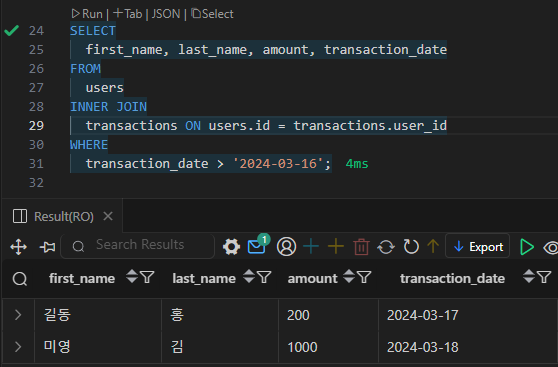 Run | +Tab | JSON | Select
24 SELECT
25 first_name, last_name, amount, transaction_date
26 FROM
27 users
28 INNER JOIN
29 transactions ON users.id = transactions.user_id
30 WHERE
31 transaction_date > '2024-03-16'; 4ms
32
Result(RO) ×
Search Results 1 Export
first_name last_name amount transaction_date
길동 홍 200 2024-03-17
미영 김 1000 2024-03-18